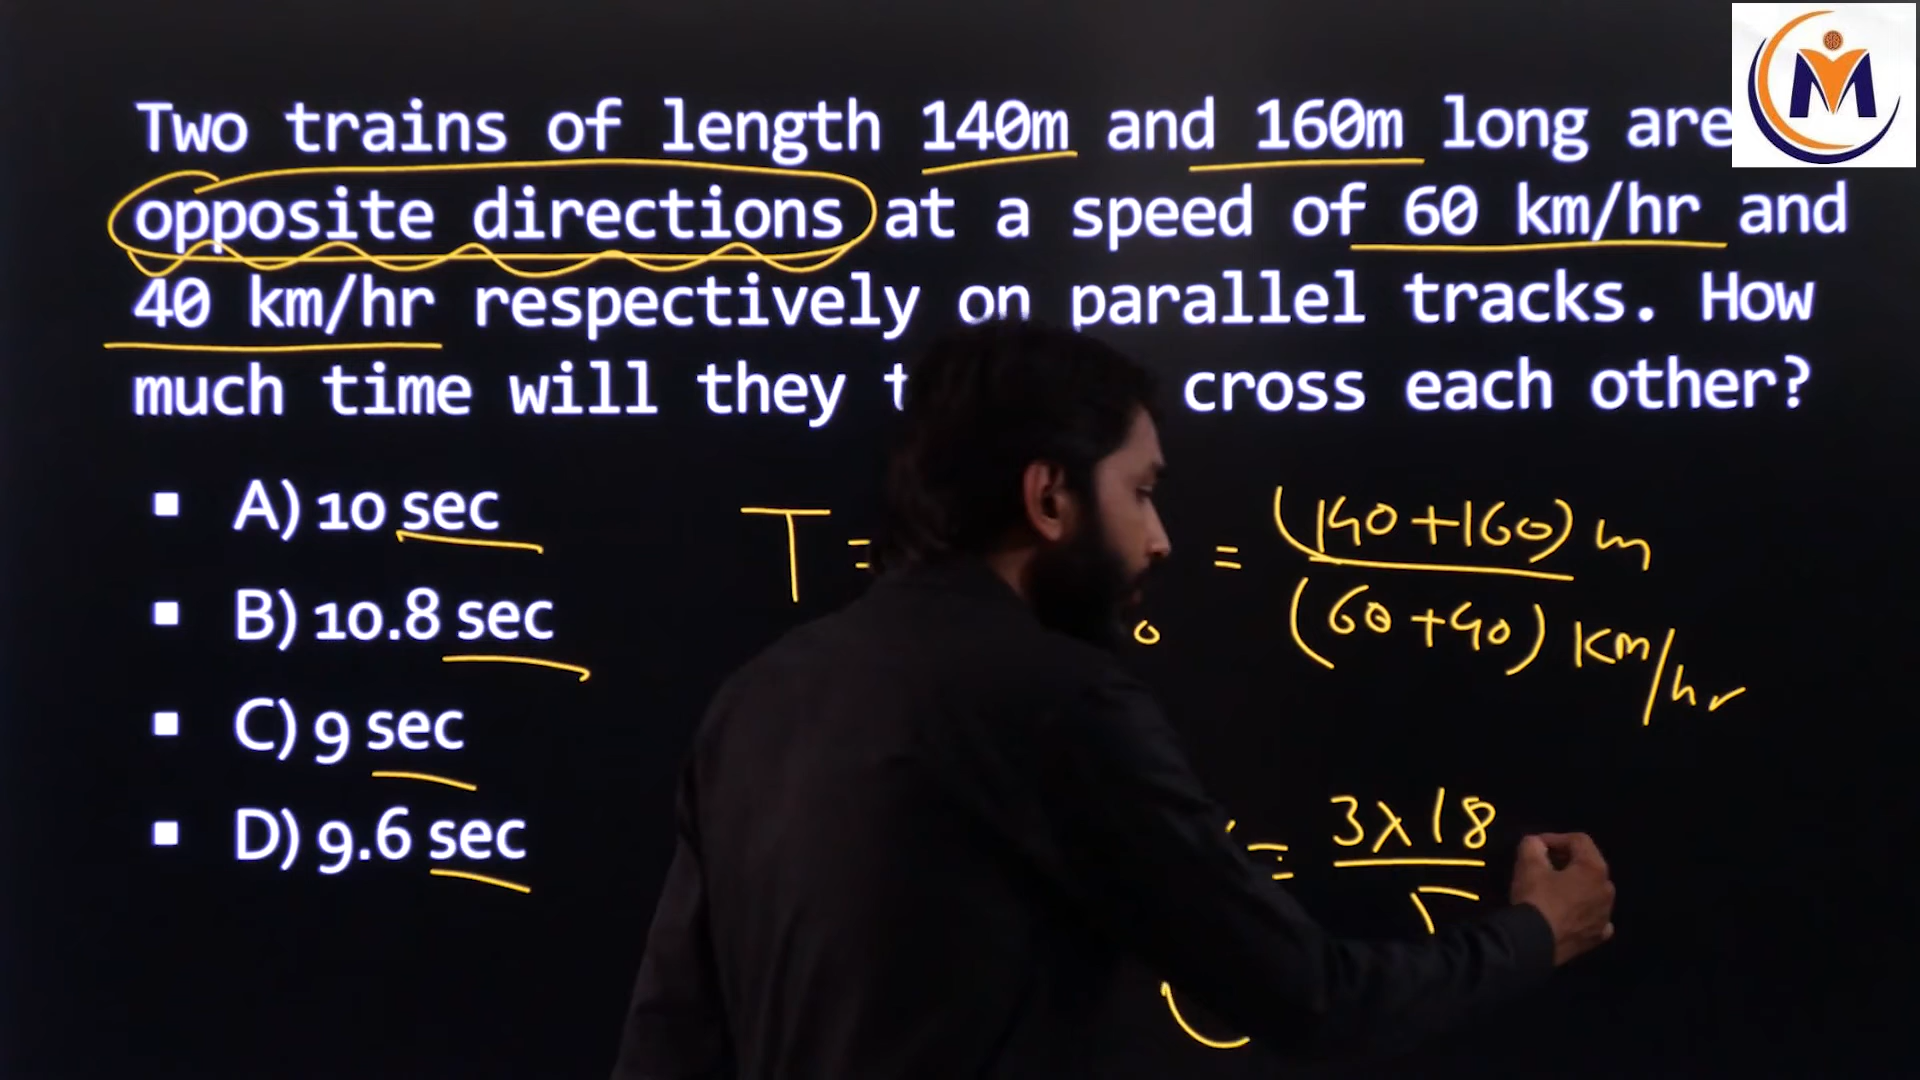 Two trains of length 140m and 160m long are
opposite directions at a speed of 60 km/hr and
40 km/hr respectively on parallel tracks. How
much time will they cross each other?
A) 10 sec
B) 10.8 sec
C) 9 sec
D) 9.6 sec
T = = (140+160) m
(60+40) Km/hr
= 3x18
5
M